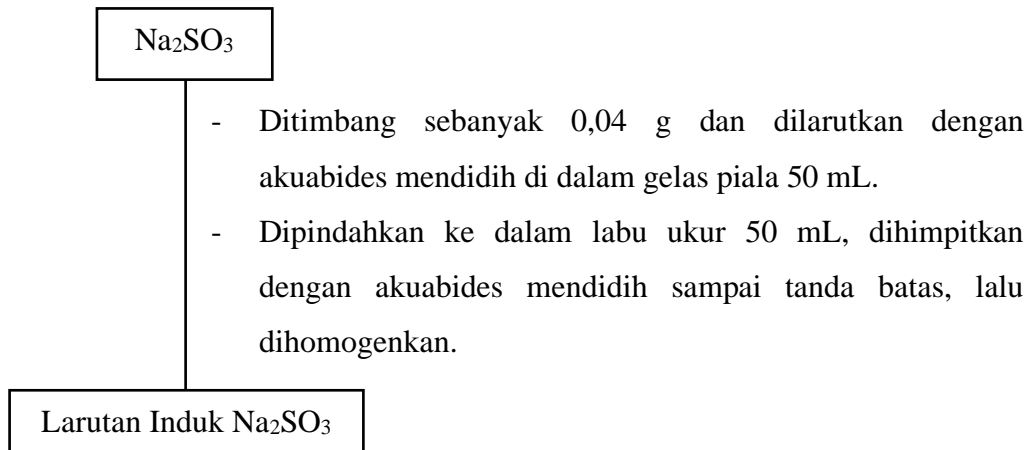 Na₂SO₃
- Ditimbang sebanyak 0,04 g dan dilarutkan dengan
akuabides mendidih di dalam gelas piala 50 mL.
- Dipindahkan ke dalam labu ukur 50 mL, dihimpitkan
dengan akuabides mendidih sampai tanda batas, lalu
dihomogenkan.
Larutan Induk Na₂SO₃